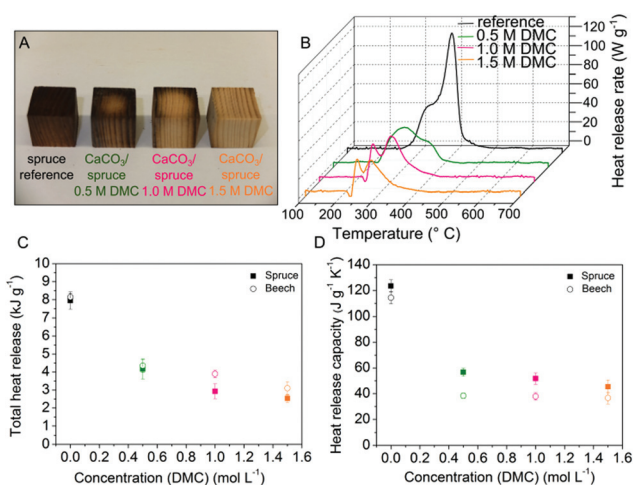 A
spruce
reference
CaCO3/
spruce
0.5 M DMC
CaCO3/
spruce
1.0 M DMC
CaCO3/
spruce
1.5 M DMC
B
reference
0.5 M DMC
1.0 M DMC
1.5 M DMC
120
100
80
60
40
20
0
Heat release rate (W g-1)
100
200
300
400
500
600
700
Temperature (° C)
C
Spruce
Beech
10
9
8
7
6
5
4
3
2
1
0
Total heat release (kJ g-1)
0.0 0.2 0.4 0.6 0.8 1.0 1.2 1.4 1.6
Concentration (DMC) (mol L-1)
D
Spruce
Beech
140
120
100
80
60
40
20
0
Heat release capacity (J g-1 K-1)
0.0 0.2 0.4 0.6 0.8 1.0 1.2 1.4 1.6
Concentration (DMC) (mol L-1)